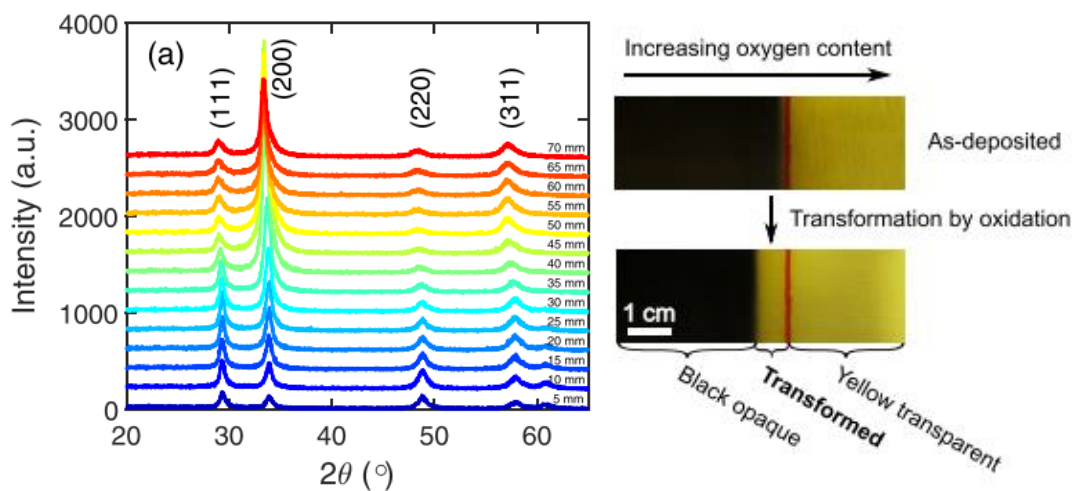 (a)
(111)
(200)
(220)
(311)
4000
3000
2000
1000
0
Intensity (a.u.)
70 mm
65 mm
60 mm
55 mm
50 mm
45 mm
40 mm
35 mm
30 mm
25 mm
20 mm
15 mm
10 mm
5 mm
20 30 40 50 60
2θ (°)
Increasing oxygen content
As-deposited
Transformation by oxidation
1 cm
Black opaque
Transformed
Yellow transparent